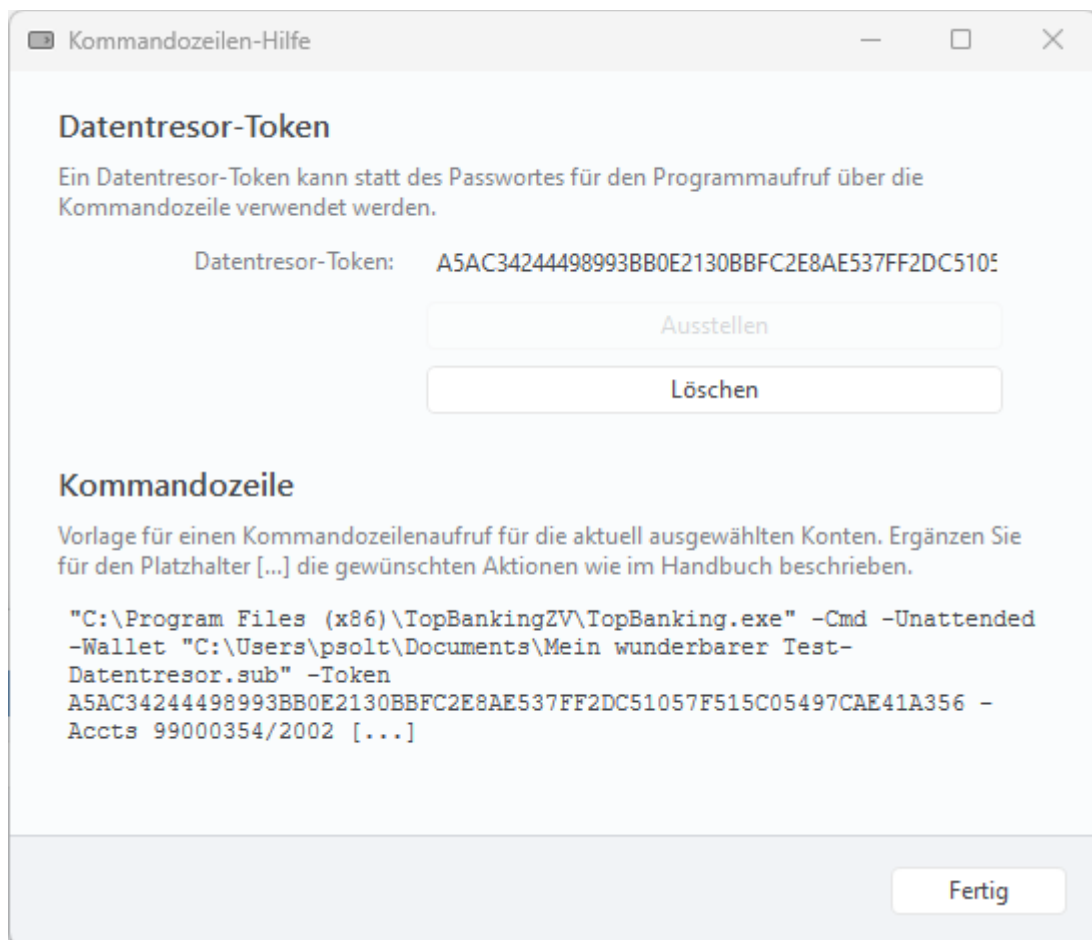 Kommandozeilen-Hilfe
Datentresor-Token
Ein Datentresor-Token kann statt des Passwortes für den Programmaufruf über die
Kommandozeile verwendet werden.
Datentresor-Token: A5AC34244498993BB0E2130BBFC2E8AE537FF2DC5105
Ausstellen
Löschen
Kommandozeile
Vorlage für einen Kommandozeilenaufruf für die aktuell ausgewählten Konten. Ergänzen Sie
für den Platzhalter [...] die gewünschten Aktionen wie im Handbuch beschrieben.
"C:\Program Files (x86)\TopBankingZV\TopBanking.exe" -Cmd -Unattended
-Wallet "C:\Users\psolt\Documents\Mein wunderbarer Test-
Datentresor.sub" -Token
A5AC34244498993BB0E2130BBFC2E8AE537FF2DC51057F515C05497CAE41A356 -
Accts 99000354/2002 [...]
Fertig